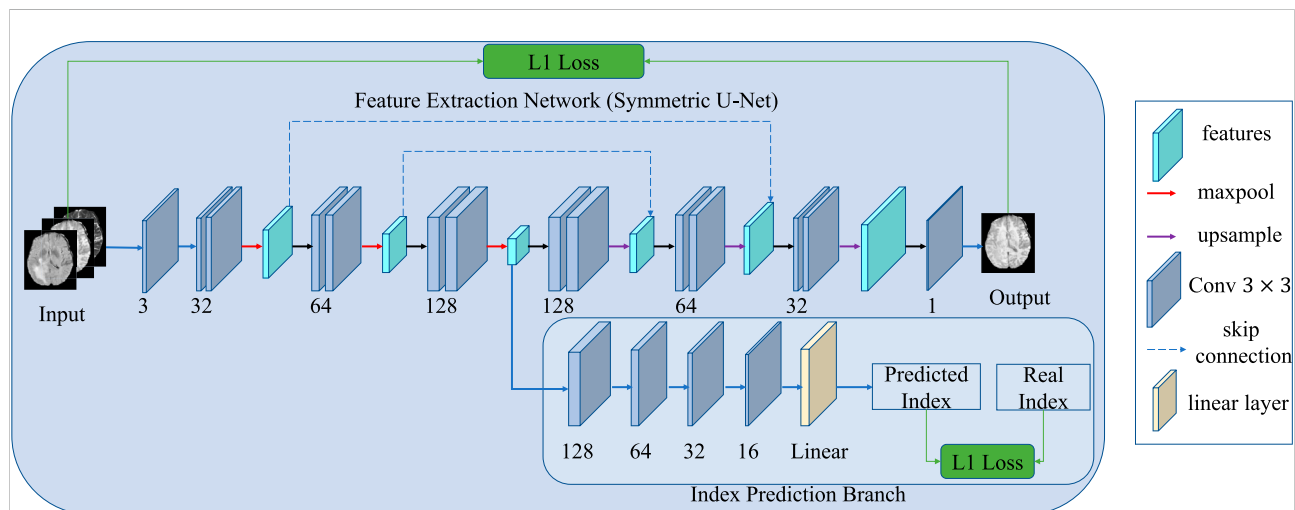 L1 Loss
Feature Extraction Network (Symmetric U-Net)
Input
3
32
64
128
128
64
32
1
Output
128
64
32
16
Linear
Predicted
Index
Real
Index
L1 Loss
Index Prediction Branch
features
maxpool
upsample
Conv 3 × 3
skip
connection
linear layer